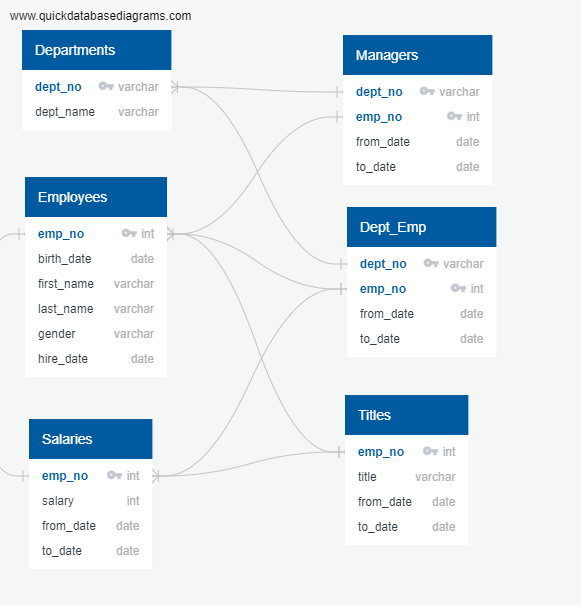 www.quickdatabasediagrams.com
Departments
dept_no varchar
dept_name varchar
Managers
dept_no varchar
emp_no int
from_date date
to_date date
Employees
emp_no int
birth_date date
first_name varchar
last_name varchar
gender varchar
hire_date date
Dept_Emp
dept_no varchar
emp_no int
from_date date
to_date date
Salaries
emp_no int
salary int
from_date date
to_date date
Titles
emp_no int
title varchar
from_date date
to_date date